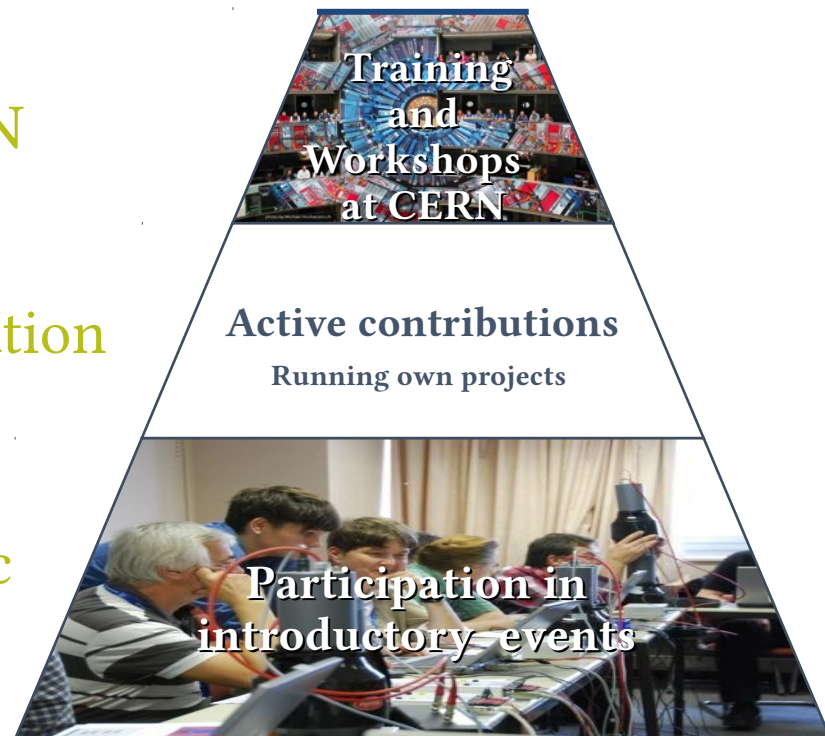 Training
and
Workshops
at CERN
N
Active contributions
tion
Running own projects
c
Participation in
introductory events